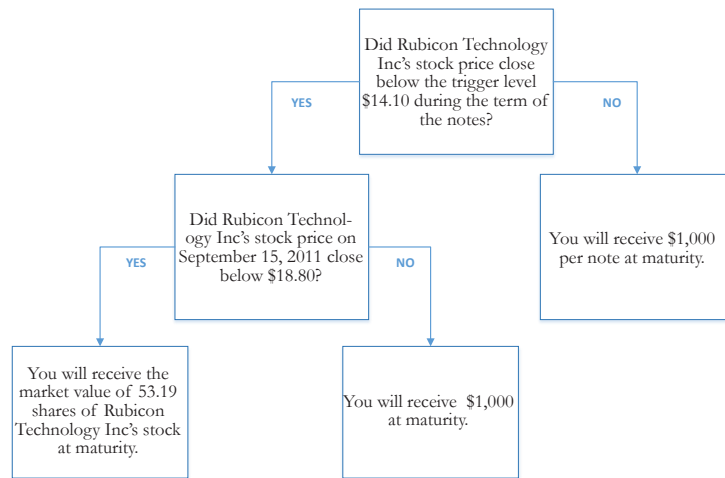 Did Rubicon Technology
Inc's stock price close
below the trigger level
$14.10 during the term of
the notes?
YES
NO
Did Rubicon Technol-
ogy Inc's stock price on
September 15, 2011 close
below $18.80?
You will receive $1,000
per note at maturity.
YES
NO
You will receive the
market value of 53.19
shares of Rubicon
Technology Inc's stock
at maturity.
You will receive $1,000
at maturity.